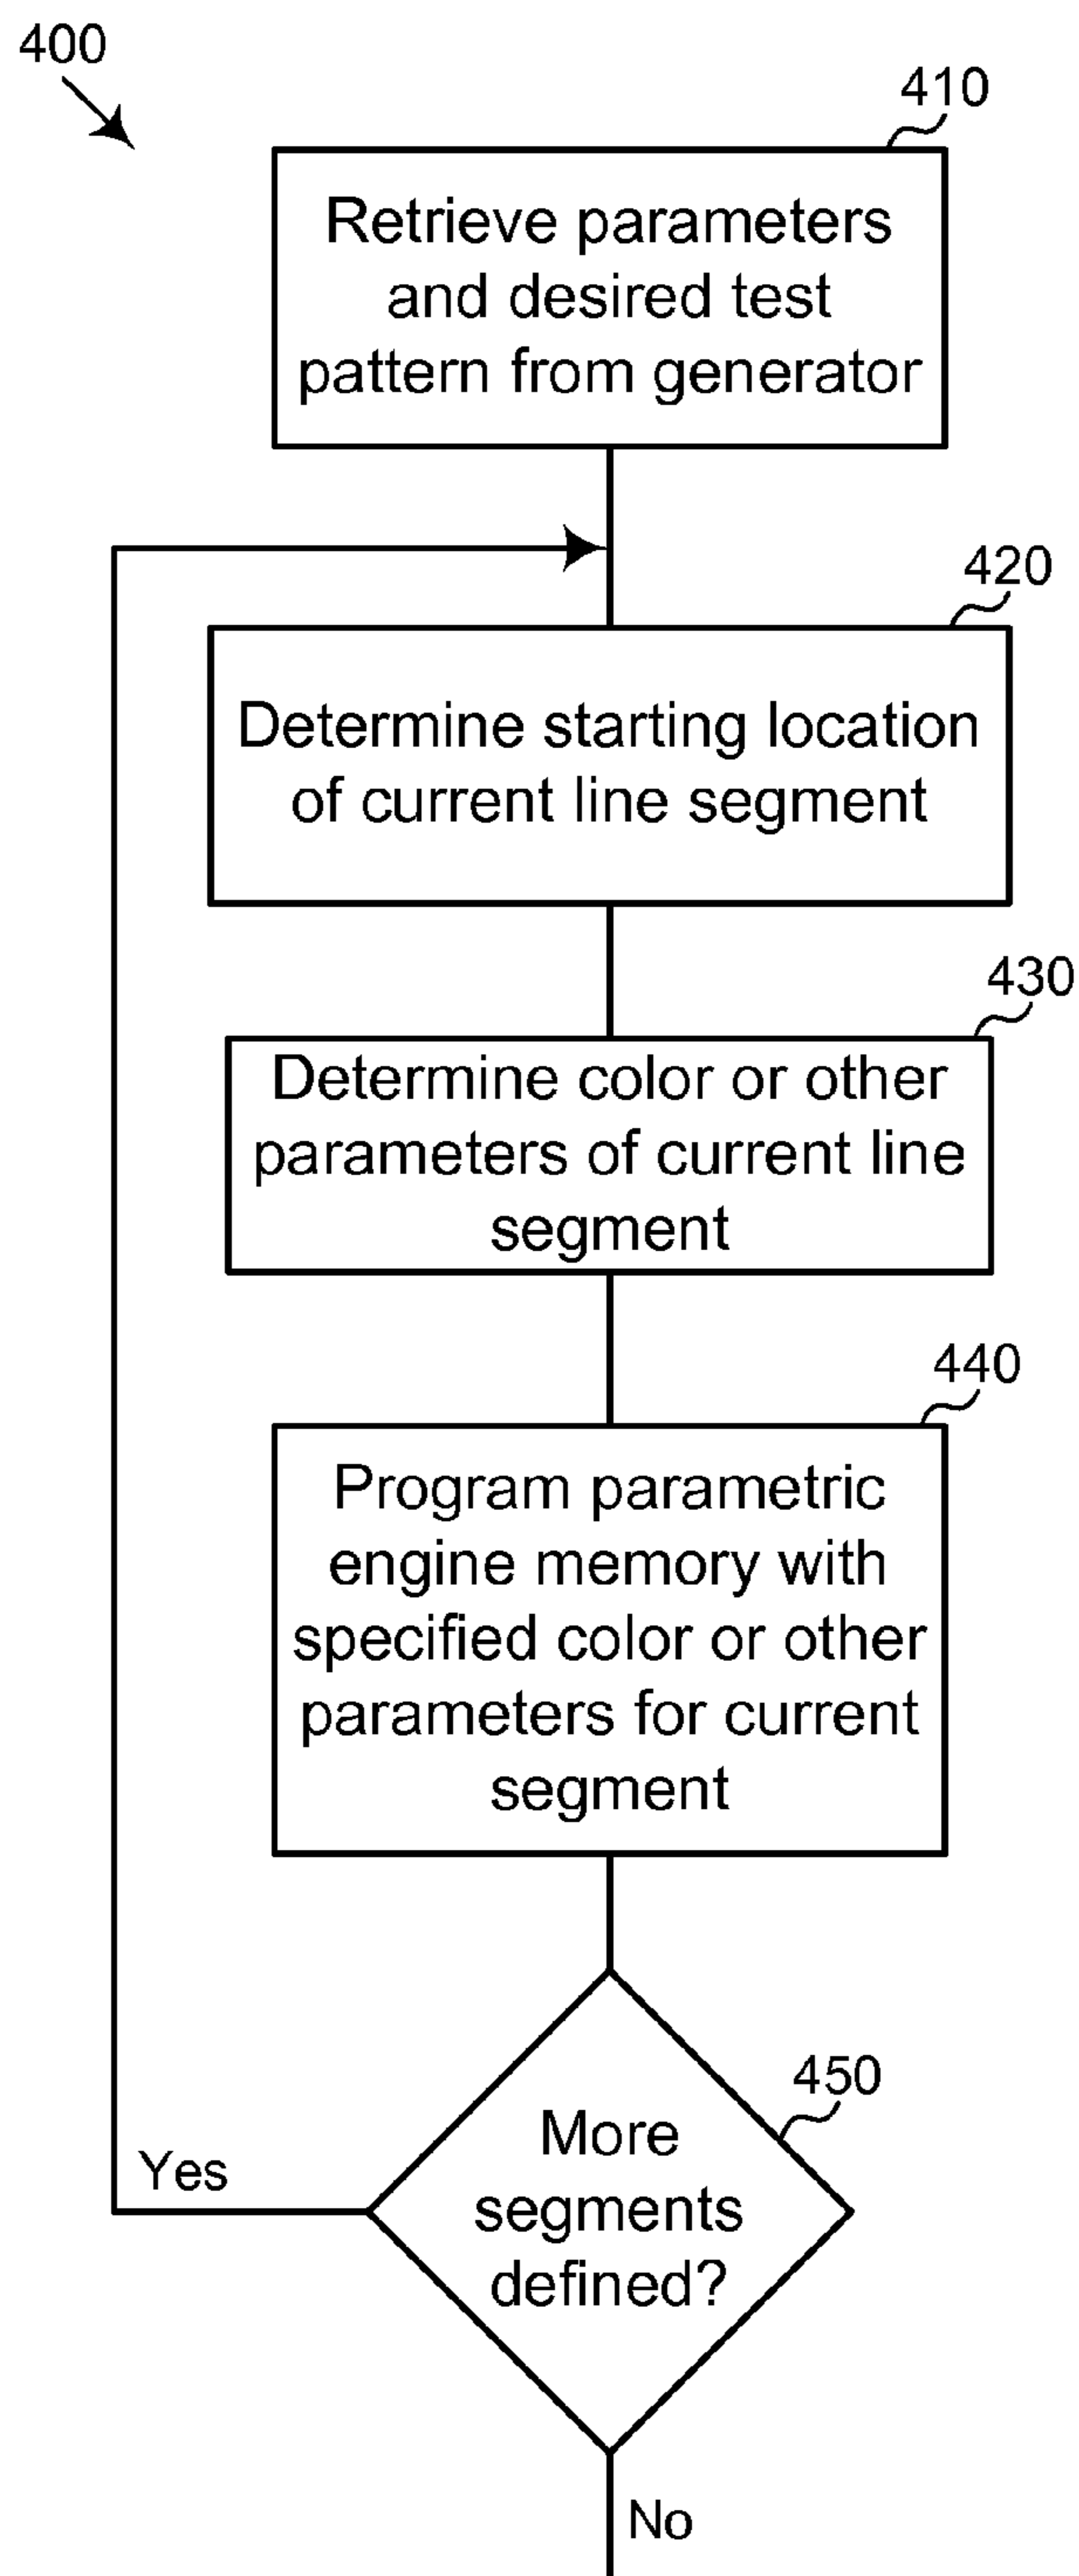 400
410
Retrieve parameters
and desired test
pattern from generator
420
Determine starting location
of current line segment
430
Determine color or other
parameters of current line
segment
440
Program parametric
engine memory with
specified color or other
parameters for current
segment
450
More
segments
defined?
Yes
No